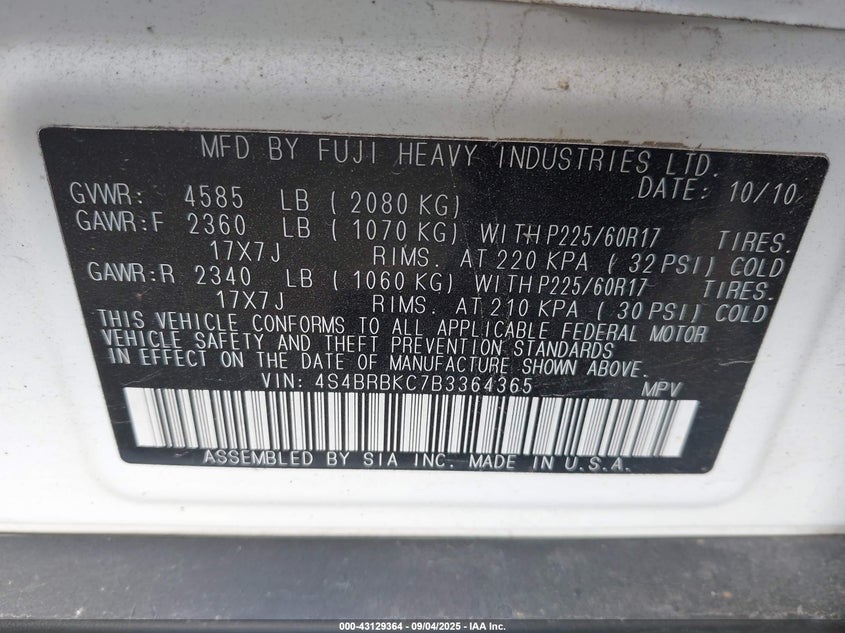 MFD BY FUJI HEAVY INDUSTRIES LTD.
DATE: 10/10
GVWR: 4585 LB (2080 KG)
GAWR:F 2360 LB (1070 KG) WITH P225/60R17 TIRES.
17X7J RIMS. AT 220 KPA (32 PSI) COLD
GAWR:R 2340 LB (1060 KG) WITH P225/60R17 TIRES.
17X7J RIMS. AT 210 KPA (30 PSI) COLD
THIS VEHICLE CONFORMS TO ALL APPLICABLE FEDERAL MOTOR
VEHICLE SAFETY AND THEFT PREVENTION STANDARDS
IN EFFECT ON THE DATE OF MANUFACTURE SHOWN ABOVE.
VIN: 4S4BRBKC7B3364365 MPV
ASSEMBLED BY SIA INC. MADE IN U.S.A.
000-43129364 - 09/04/2025 - IAA Inc.